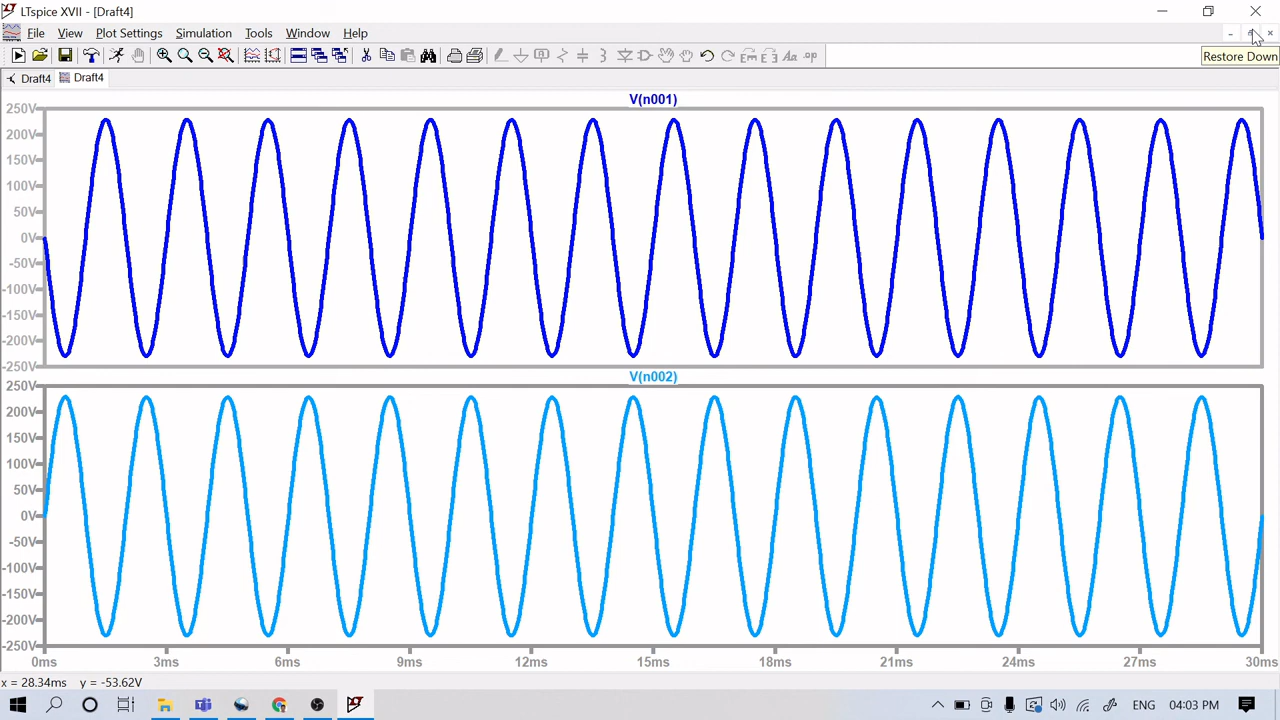 LTspice XVII - [Draft4]
File View Plot Settings Simulation Tools Window Help
Restore Down
Draft4 Draft4
V(n001)
250V
200V
150V
100V
50V
0V
-50V
-100V
-150V
-200V
-250V
V(n002)
250V
200V
150V
100V
50V
0V
-50V
-100V
-150V
-200V
-250V
0ms 3ms 6ms 9ms 12ms 15ms 18ms 21ms 24ms 27ms 30ms
x = 28.34ms y = -53.62V
ENG 04:03 PM